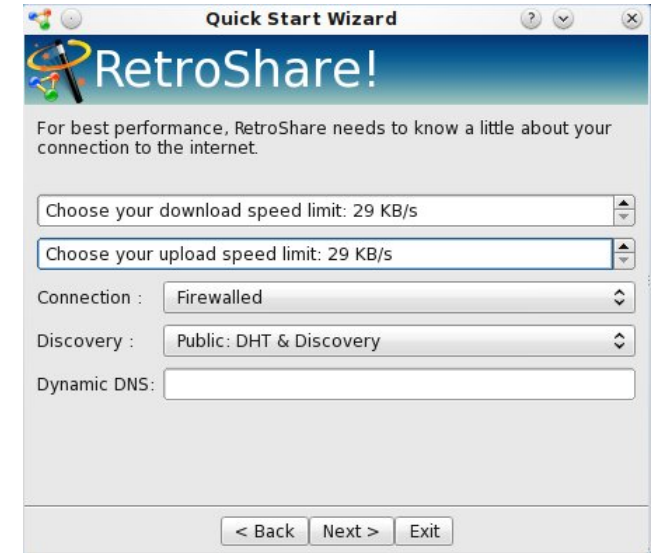 Quick Start Wizard
RetroShare!
For best performance, RetroShare needs to know a little about your
connection to the internet.
Choose your download speed limit: 29 KB/s
Choose your upload speed limit: 29 KB/s
Connection : Firewalled
Discovery : Public: DHT & Discovery
Dynamic DNS:
< Back Next > Exit